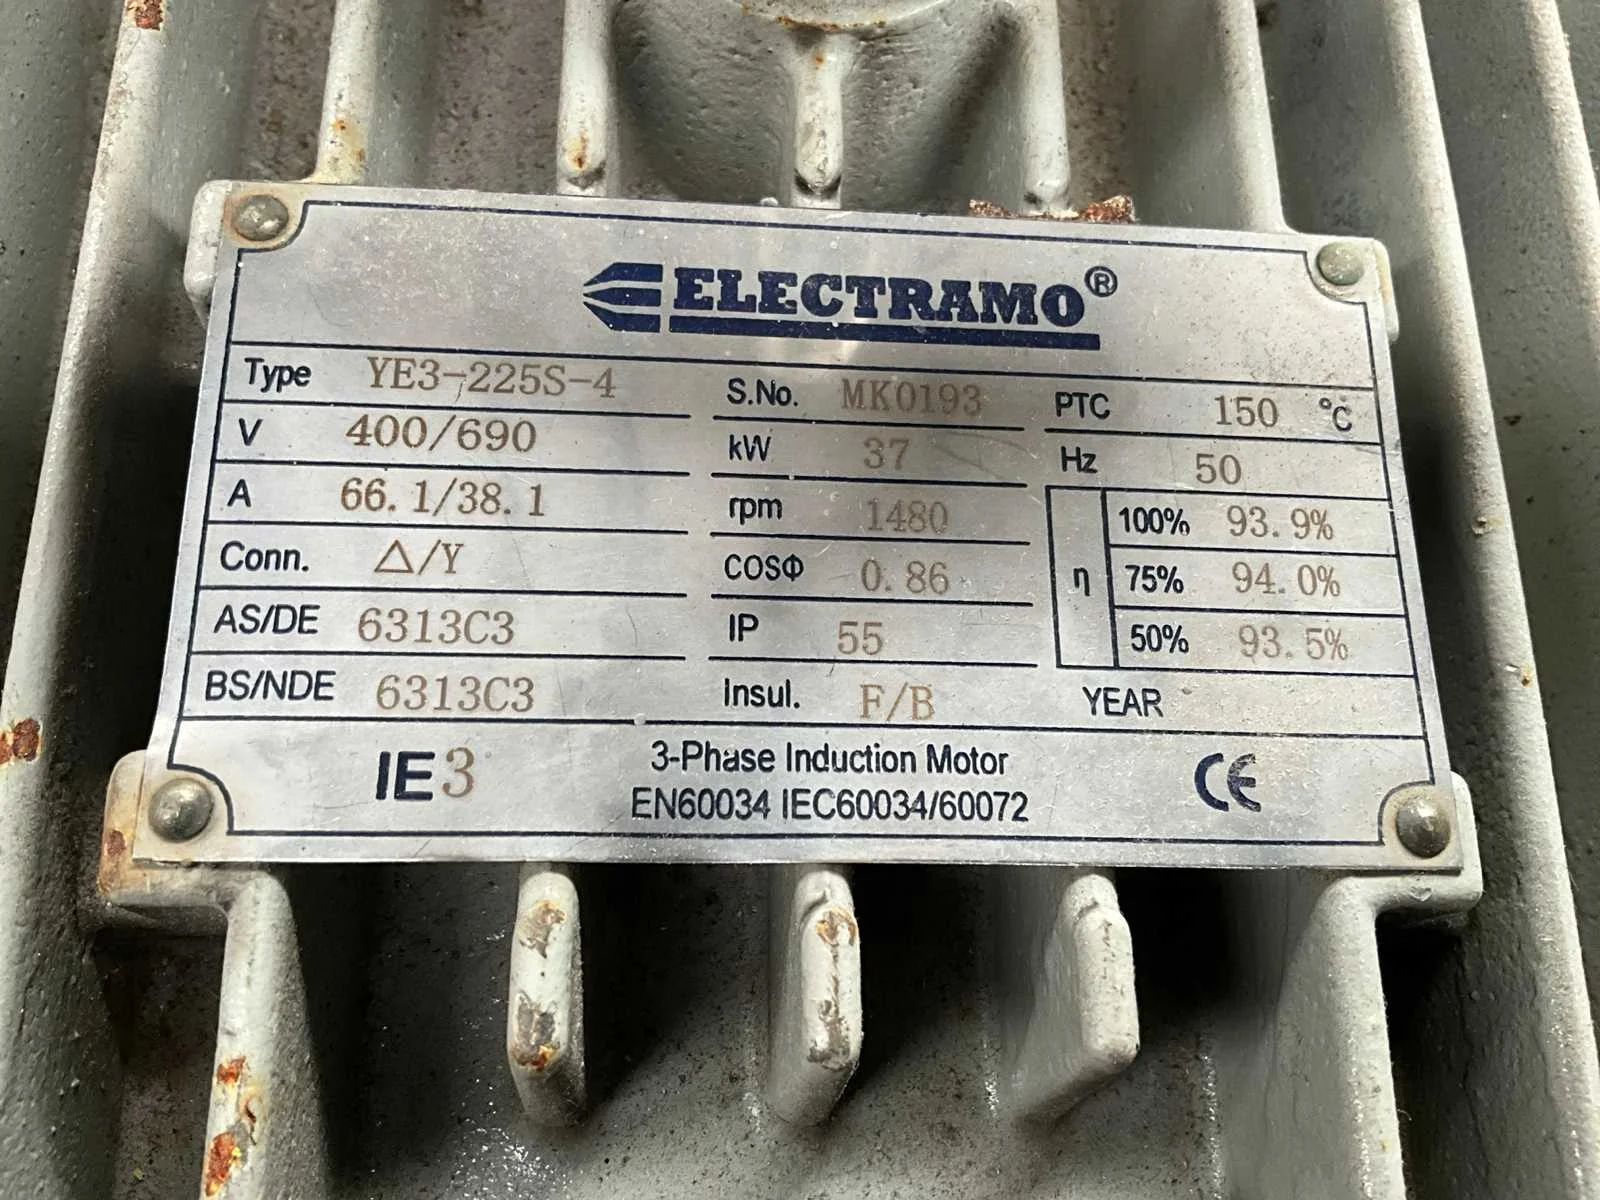 ELECTRAMO®
Type YE3-225S-4 S.No. MK0193 PTC 150 °C
V 400/690 kW 37 Hz 50
A 66.1/38.1 rpm 1480 η 100% 93.9%
Conn. △/Y COSΦ 0.86 75% 94.0%
AS/DE 6313C3 IP 55 50% 93.5%
BS/NDE 6313C3 Insul. F/B YEAR
IE3 3-Phase Induction Motor CE
EN60034 IEC60034/60072